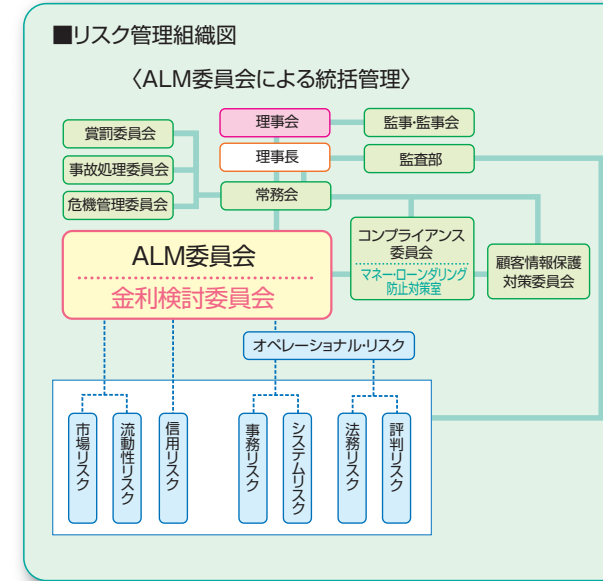 ■リスク管理組織図
〈ALM委員会による統括管理〉
賞罰委員会
事故処理委員会
危機管理委員会
理事会
理事長
常務会
監事・監事会
監査部
ALM委員会
金利検討委員会
コンプライアンス
委員会
マネー・ローンダリング
防止対策室
顧客情報保護
対策委員会
オペレーショナル・リスク
市場リスク
流動性リスク
信用リスク
事務リスク
システムリスク
法務リスク
評判リスク